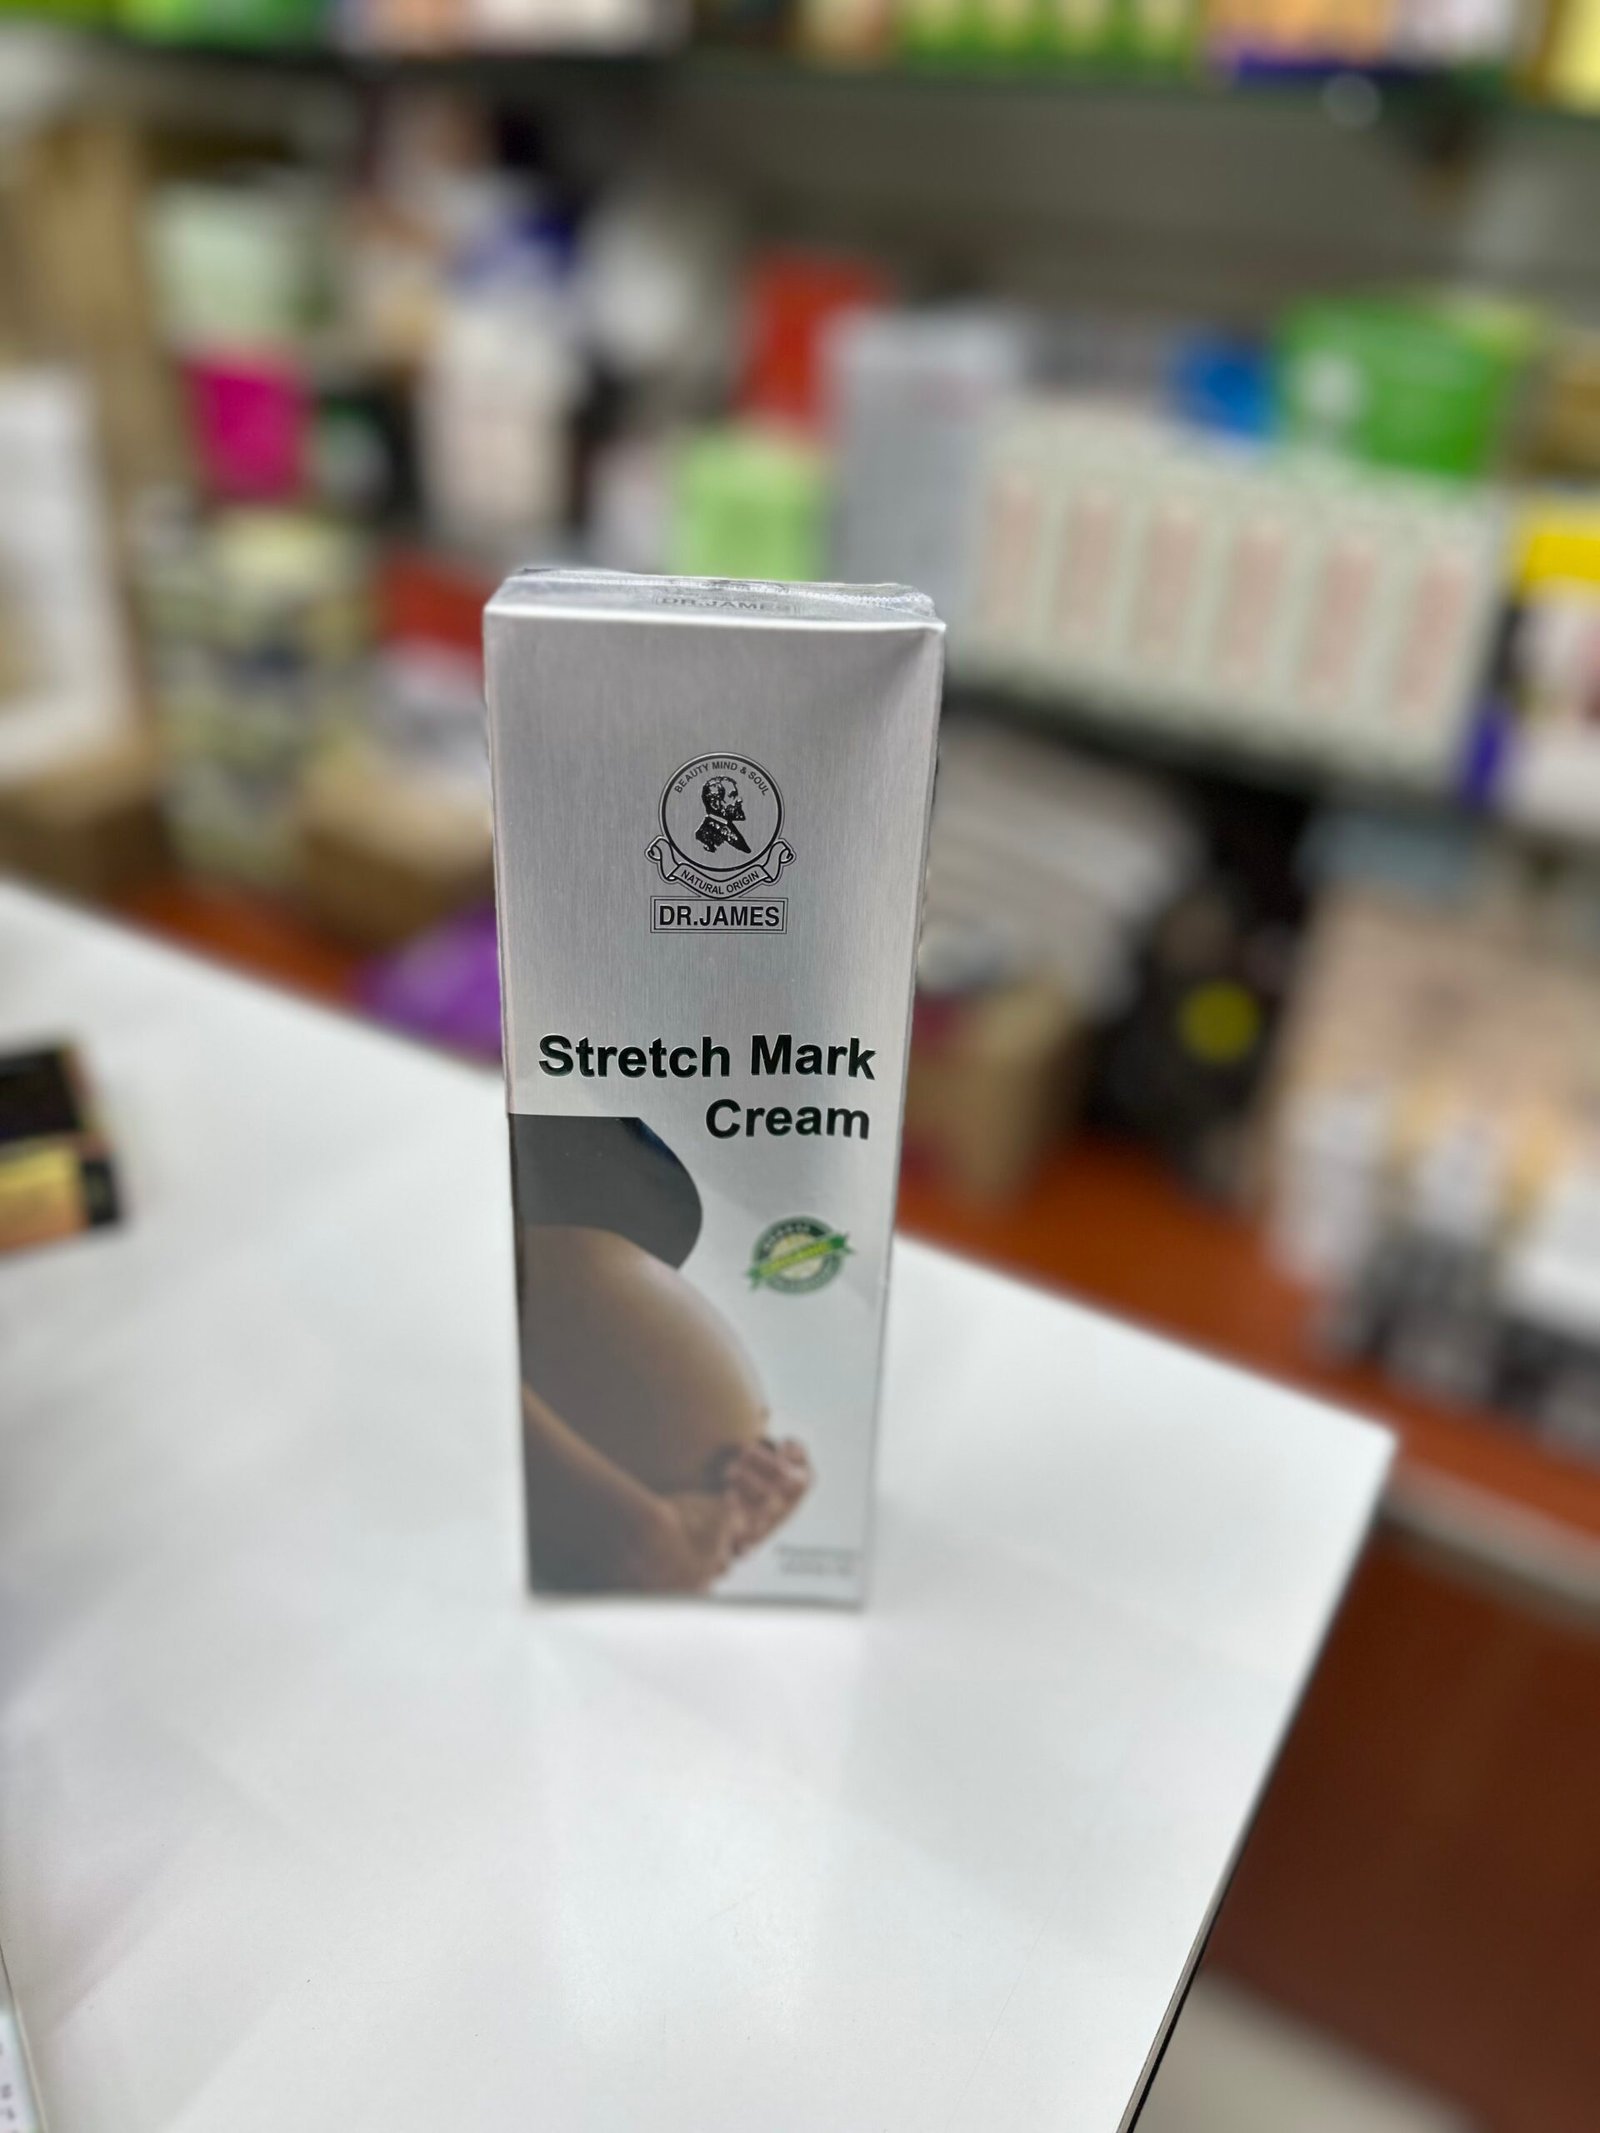 DR.JAMES
BEAUTY MIND & SOUL
NATURAL ORIGIN
DR.JAMES
Stretch Mark
Cream